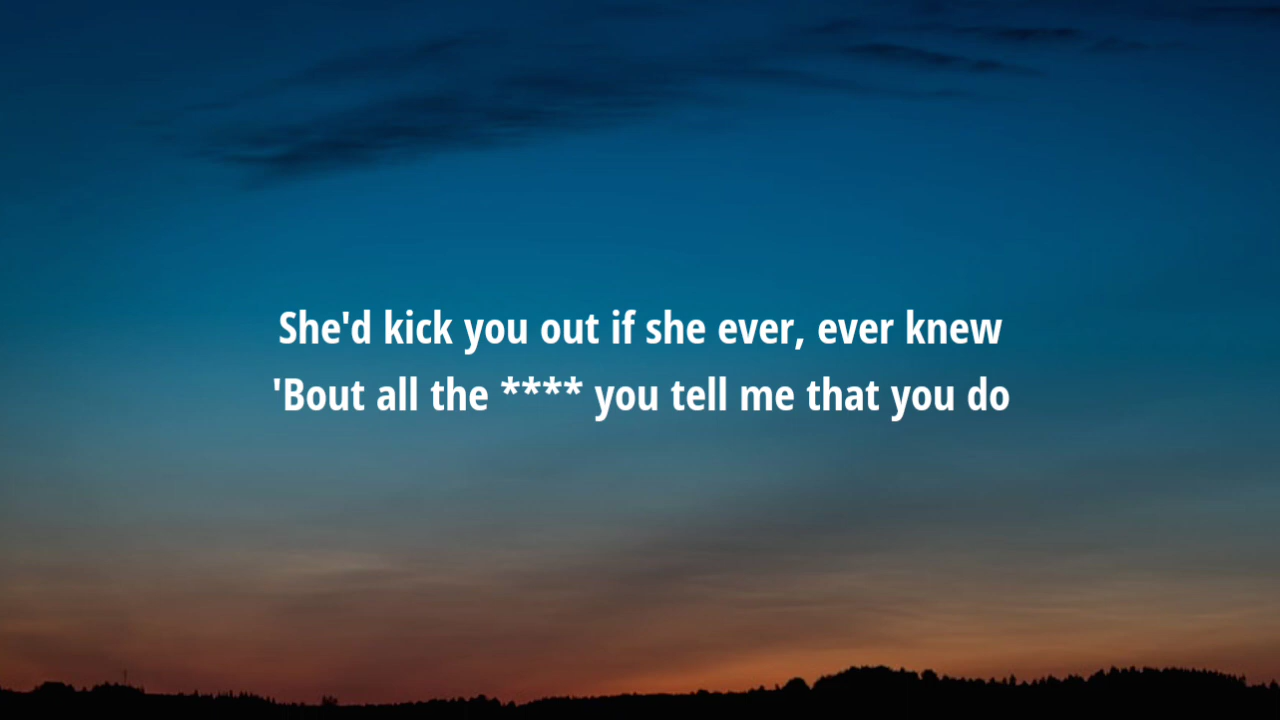 She'd kick you out if she ever, ever knew
'Bout all the **** you tell me that you do